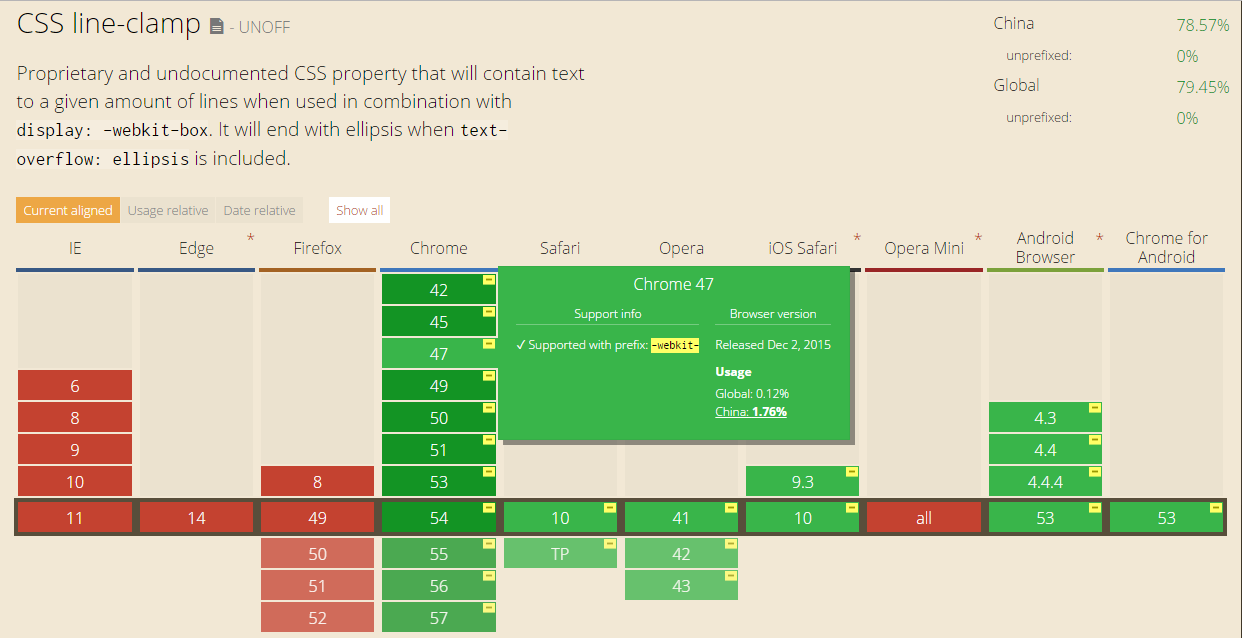 CSS line-clamp - UNOFF
China 78.57%
unprefixed: 0%
Global 79.45%
unprefixed: 0%
Proprietary and undocumented CSS property that will contain text
to a given amount of lines when used in combination with
display: -webkit-box. It will end with ellipsis when text-
overflow: ellipsis is included.
Current aligned Usage relative Date relative Show all
IE Edge * Firefox Chrome Safari Opera iOS Safari * Opera Mini * Android Browser * Chrome for Android
42
45
47
Chrome 47
Support info Browser version
✓ Supported with prefix: -webkit- Released Dec 2, 2015
Usage
Global: 0.12%
China: 1.76%
6 49
8 50 4.3
9 51 4.4
10 8 53 9.3 4.4.4
11 14 49 54 10 41 10 all 53 53
50 55 TP 42
51 56 43
52 57